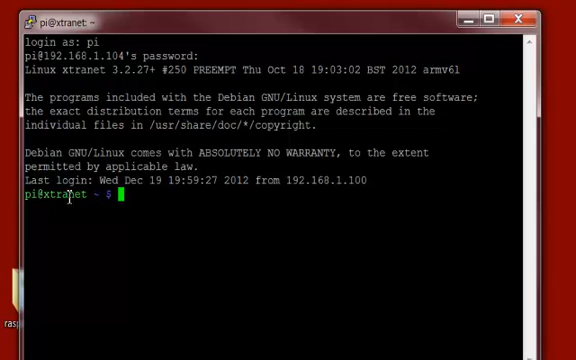 pi@xtranet: ~
login as: pi
pi@192.168.1.104's password:
Linux xtranet 3.2.27+ #250 PREEMPT Thu Oct 18 19:03:02 BST 2012 armv6l
The programs included with the Debian GNU/Linux system are free software;
the exact distribution terms for each program are described in the
individual files in /usr/share/doc/*/copyright.
Debian GNU/Linux comes with ABSOLUTELY NO WARRANTY, to the extent
permitted by applicable law.
Last login: Wed Dec 19 19:59:27 2012 from 192.168.1.100
pi@xtranet ~ $